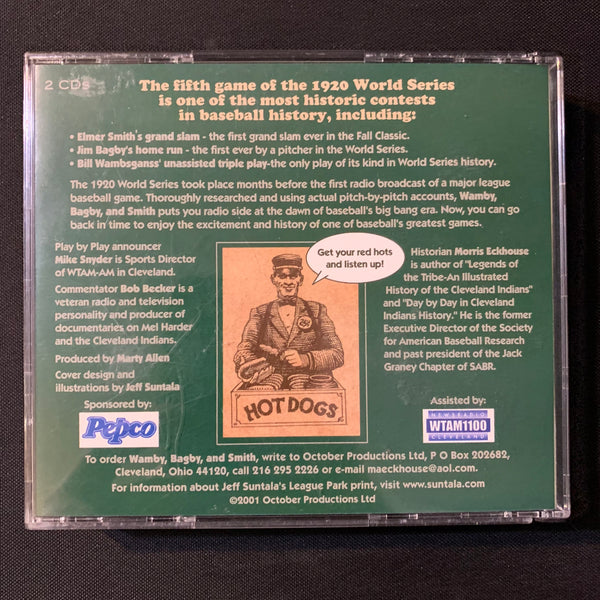 2 CDs
The fifth game of the 1920 World Series
is one of the most historic contests
in baseball history, including:
• Elmer Smith's grand slam - the first grand slam ever in the Fall Classic.
• Jim Bagby's home run - the first ever by a pitcher in the World Series.
• Bill Wambsganss' unassisted triple play-the only play of its kind in World Series history.
The 1920 World Series took place months before the first radio broadcast of a major league
baseball game. Thoroughly researched and using actual pitch-by-pitch accounts, Wamby,
Bagby, and Smith puts you radio side at the dawn of baseball's big bang era. Now, you can go
back in time to enjoy the excitement and history of one of baseball's greatest games.
Play by Play announcer
Mike Snyder is Sports Director
of WTAM-AM in Cleveland.
Commentator Bob Becker is a
veteran radio and television
personality and producer of
documentaries on Mel Harder
and the Cleveland Indians.
Produced by Marty Allen
Cover design and
illustrations by Jeff Suntala
Sponsored by:
Pepco
Get your red hots
and listen up!
HOT DOGS
Historian Morris Eckhouse
is author of "Legends of
the Tribe-An Illustrated
History of the Cleveland Indians"
and "Day by Day in Cleveland
Indians History." He is the former
Executive Director of the Society
for American Baseball Research
and past president of the Jack
Graney Chapter of SABR.
Assisted by:
NEWSRADIO
WTAM1100
CLEVELAND
To order Wamby, Bagby, and Smith, write to October Productions Ltd, P O Box 202682,
Cleveland, Ohio 44120, call 216 295 2226 or e-mail maeckhouse@aol.com.
For information about Jeff Suntala's League Park print, visit www.suntala.com
©2001 October Productions Ltd